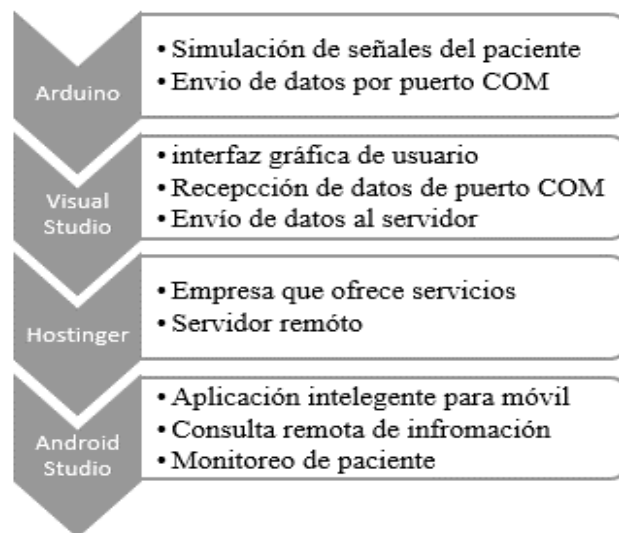 Arduino
• Simulación de señales del paciente
• Envio de datos por puerto COM
Visual
Studio
• interfaz gráfica de usuario
• Recepcción de datos de puerto COM
• Envío de datos al servidor
Hostinger
• Empresa que ofrece servicios
• Servidor remóto
Android
Studio
• Aplicación intelegente para móvil
• Consulta remota de infromación
• Monitoreo de paciente